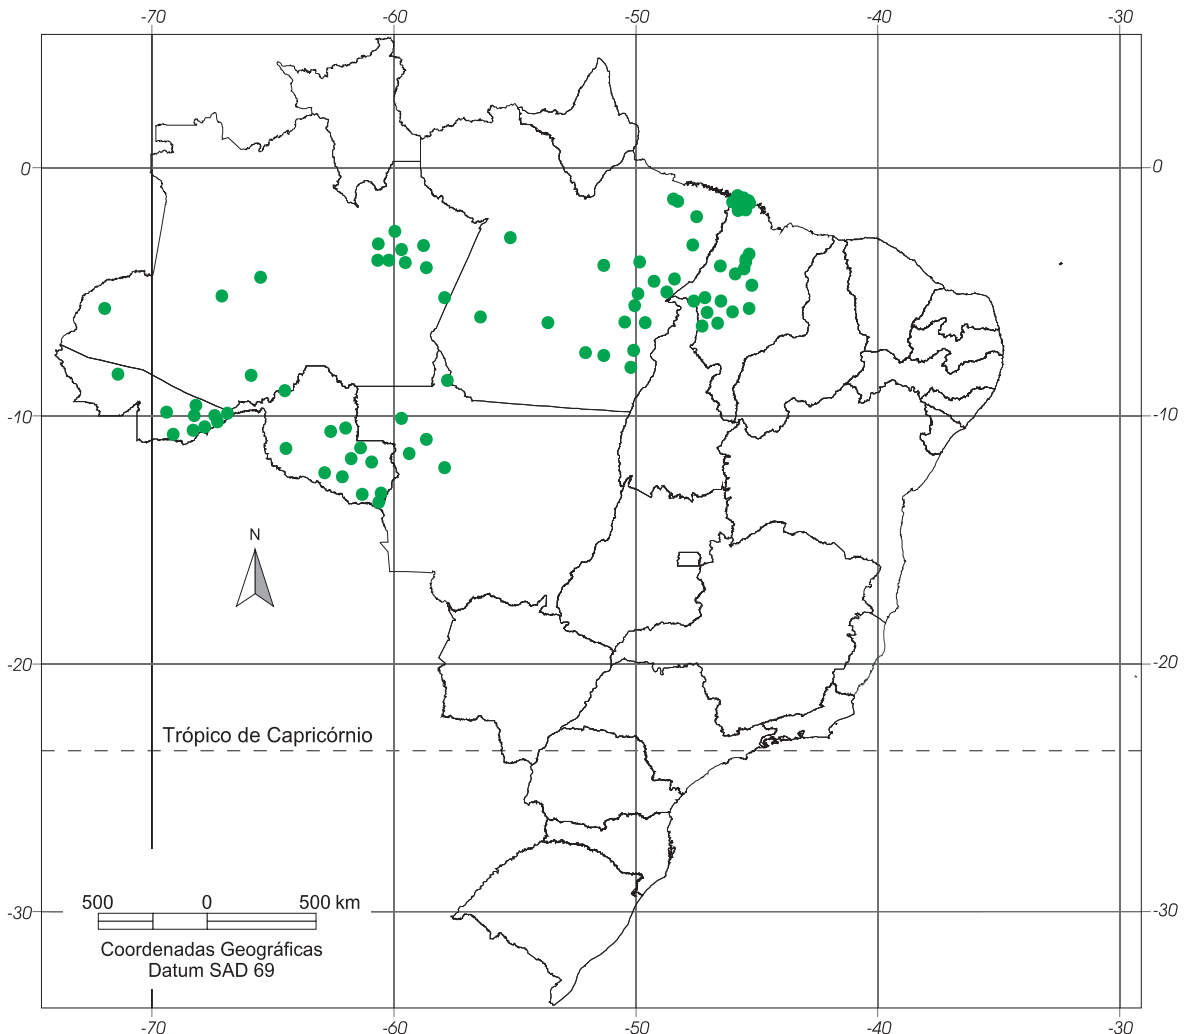 -70 -60 -50 -40 -30
0 0
-10 -10
N
-20 -20
Trópico de Capricórnio
500 0 500 km
-30 -30
Coordenadas Geográficas
Datum SAD 69
-70 -60 -50 -40 -30